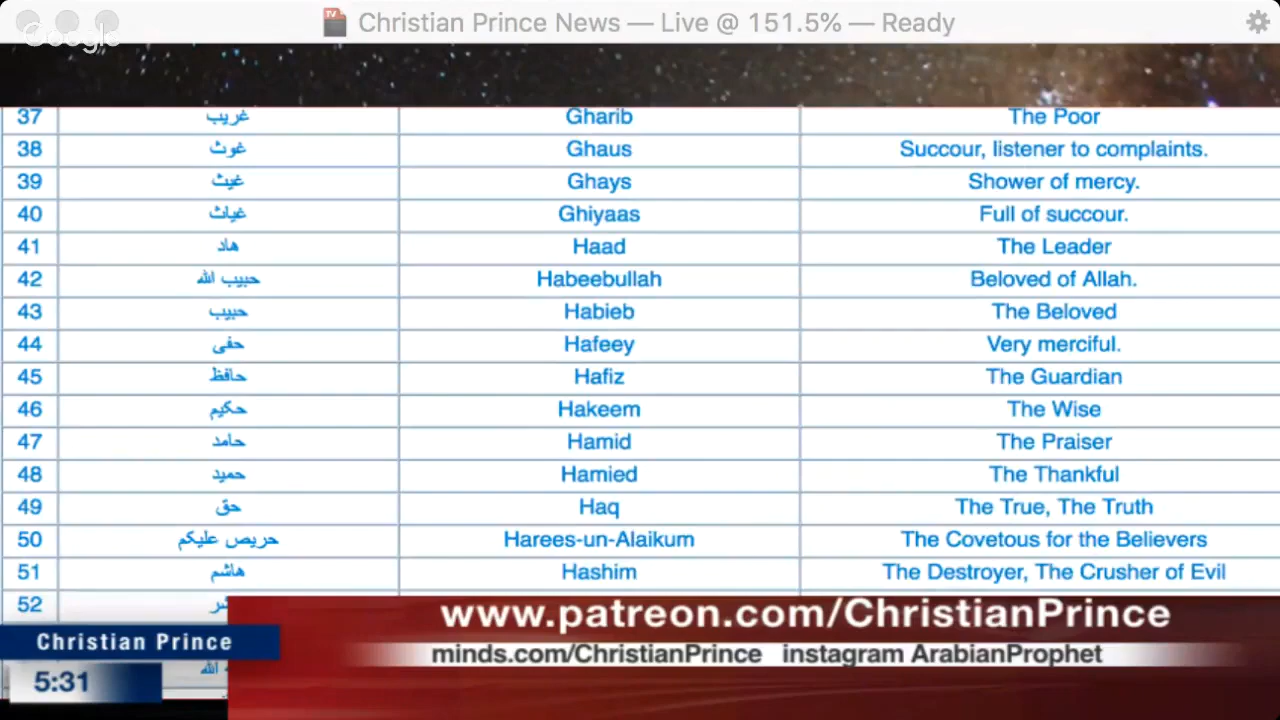 Christian Prince News — Live @ 151.5% — Ready
Google
37 غريب Gharib The Poor
38 غوث Ghaus Succour, listener to complaints.
39 غيث Ghays Shower of mercy.
40 غياث Ghiyaas Full of succour.
41 هاد Haad The Leader
42 حبيب الله Habeebullah Beloved of Allah.
43 حبيب Habieb The Beloved
44 حفى Hafeey Very merciful.
45 حافظ Hafiz The Guardian
46 حكيم Hakeem The Wise
47 حامد Hamid The Praiser
48 حميد Hamied The Thankful
49 حق Haq The True, The Truth
50 حريص عليكم Harees-un-Alaikum The Covetous for the Believers
51 هاشم Hashim The Destroyer, The Crusher of Evil
52
www.patreon.com/ChristianPrince
Christian Prince
minds.com/ChristianPrince instagram ArabianProphet
الله
5:31